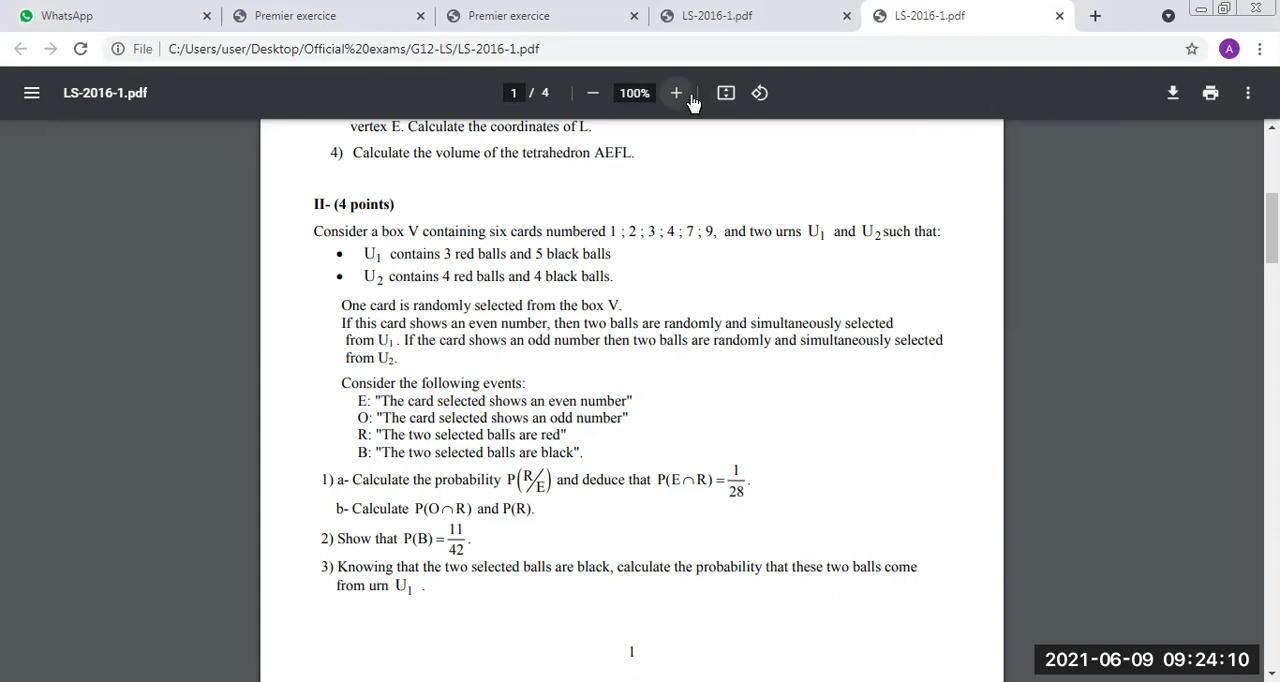 WhatsApp
Premier exercice
Premier exercice
LS-2016-1.pdf
LS-2016-1.pdf
File
C:/Users/user/Desktop/Official%20exams/G12-LS/LS-2016-1.pdf
A
LS-2016-1.pdf
1 / 4
100%
vertex E. Calculate the coordinates of L.
4) Calculate the volume of the tetrahedron AEFL.
II- (4 points)
Consider a box V containing six cards numbered 1 ; 2 ; 3 ; 4 ; 7 ; 9, and two urns U₁ and U₂ such that:
• U₁ contains 3 red balls and 5 black balls
• U₂ contains 4 red balls and 4 black balls.
One card is randomly selected from the box V.
If this card shows an even number, then two balls are randomly and simultaneously selected
from U₁ . If the card shows an odd number then two balls are randomly and simultaneously selected
from U₂.
Consider the following events:
E: "The card selected shows an even number"
O: "The card selected shows an odd number"
R: "The two selected balls are red"
B: "The two selected balls are black".
1) a- Calculate the probability P(R/E) and deduce that P(E∩R) = 1/28 .
b- Calculate P(O∩R) and P(R).
2) Show that P(B) = 11/42 .
3) Knowing that the two selected balls are black, calculate the probability that these two balls come
from urn U₁ .
1
2021-06-09 09:24:10